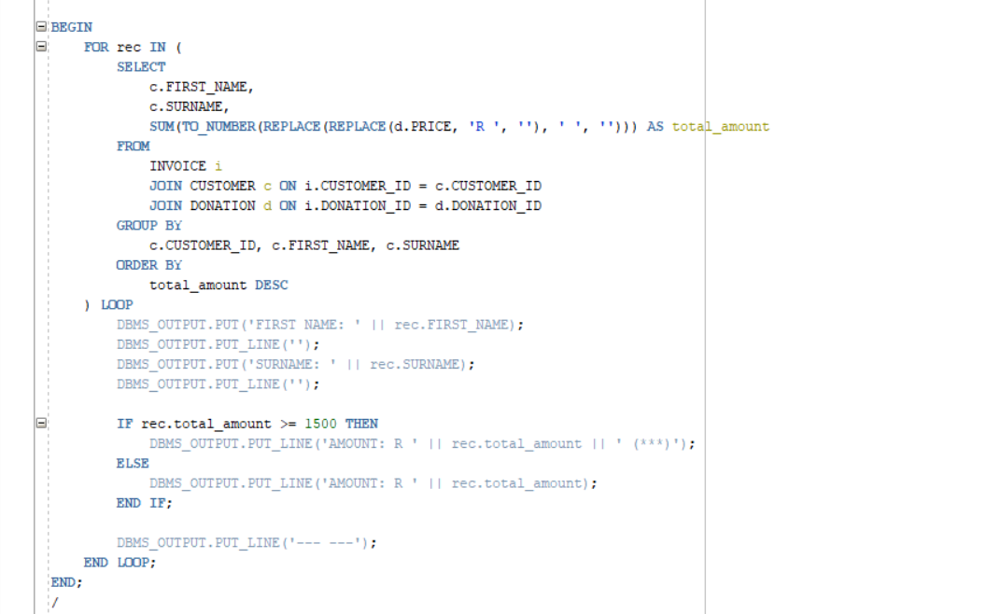 BEGIN
    FOR rec IN (
        SELECT
            c.FIRST_NAME,
            c.SURNAME,
            SUM(TO_NUMBER(REPLACE(REPLACE(d.PRICE, 'R ', ''), ' ', ''))) AS total_amount
        FROM
            INVOICE i
            JOIN CUSTOMER c ON i.CUSTOMER_ID = c.CUSTOMER_ID
            JOIN DONATION d ON i.DONATION_ID = d.DONATION_ID
        GROUP BY
            c.CUSTOMER_ID, c.FIRST_NAME, c.SURNAME
        ORDER BY
            total_amount DESC
    ) LOOP
        DBMS_OUTPUT.PUT('FIRST NAME: ' || rec.FIRST_NAME);
        DBMS_OUTPUT.PUT_LINE('');
        DBMS_OUTPUT.PUT('SURNAME: ' || rec.SURNAME);
        DBMS_OUTPUT.PUT_LINE('');
        IF rec.total_amount >= 1500 THEN
            DBMS_OUTPUT.PUT_LINE('AMOUNT: R ' || rec.total_amount || ' (***)');
        ELSE
            DBMS_OUTPUT.PUT_LINE('AMOUNT: R ' || rec.total_amount);
        END IF;
        DBMS_OUTPUT.PUT_LINE('--- ---');
    END LOOP;
END;
/